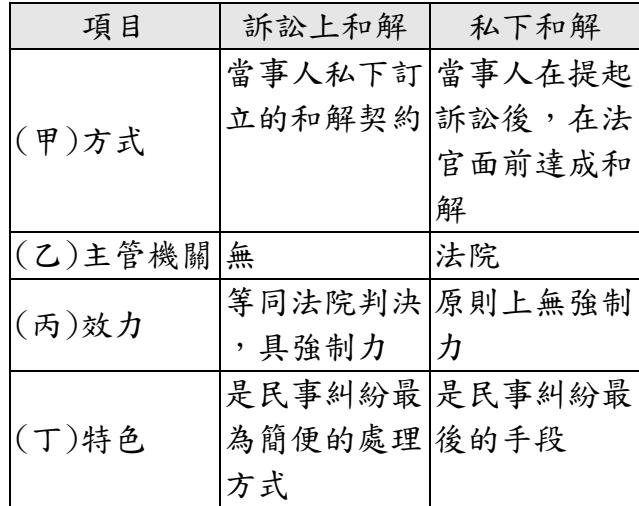 項目 訴訟上和解 私下和解
(甲)方式
當事人私下訂
立的和解契約
當事人在提起
訴訟後，在法
官面前達成和
解
(乙)主管機關 無 法院
(丙)效力
等同法院判決
，具強制力
原則上無強制
力
(丁)特色
是民事糾紛最
為簡便的處理
方式
是民事糾紛最
後的手段